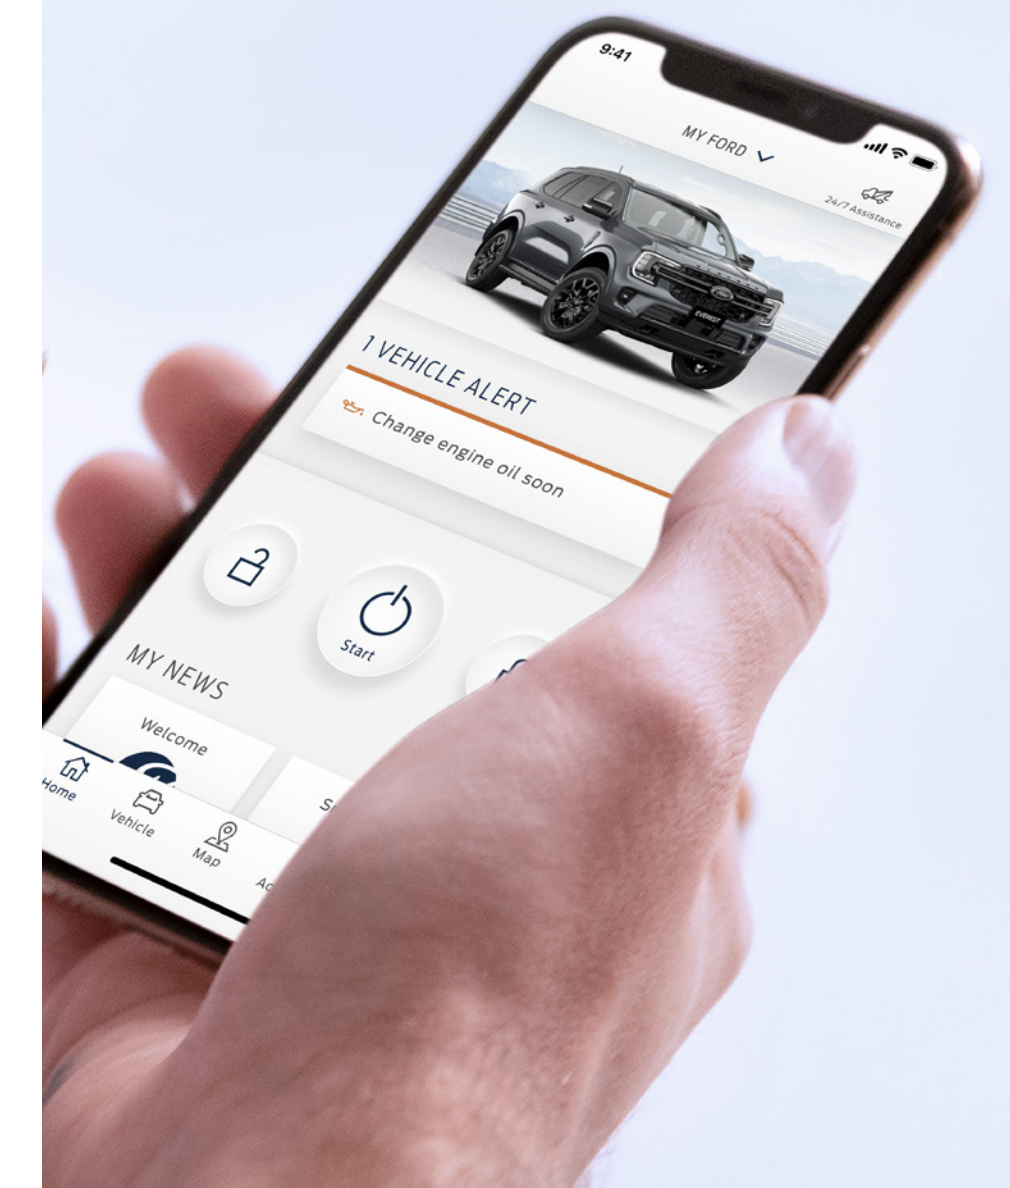 9:41
MY FORD
24/7 Assistance
EVEREST
1 VEHICLE ALERT
Change engine oil soon
Start
MY NEWS
Welcome
Home
Vehicle
Map